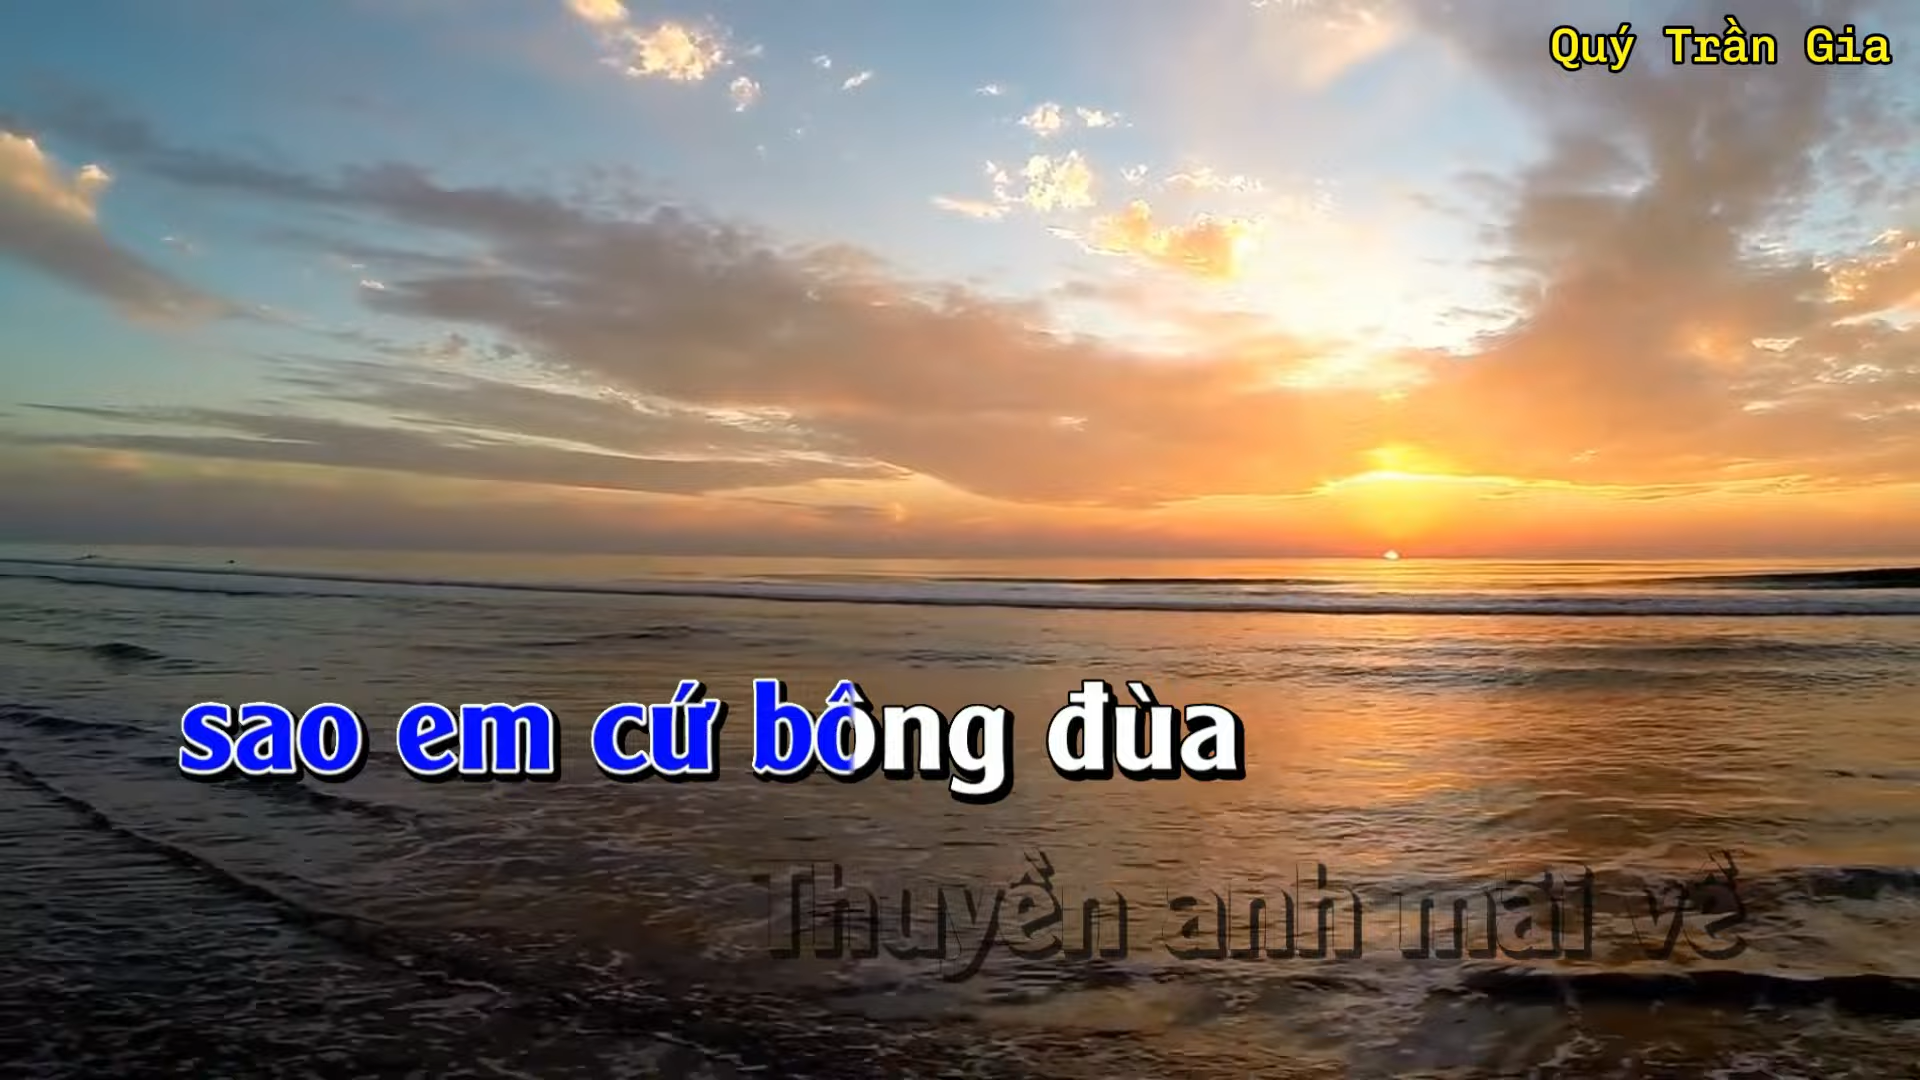 Quý Trần Gia
sao em cứ bông đùa
Thuyền anh mai về